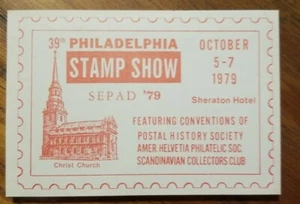 39th PHILADELPHIA
STAMP SHOW
SEPAD '79
OCTOBER
5-7
1979
Sheraton Hotel
FEATURING CONVENTIONS OF
POSTAL HISTORY SOCIETY
AMER. HELVETIA PHILATELIC SOC.
SCANDINAVIAN COLLECTORS CLUB
Christ Church